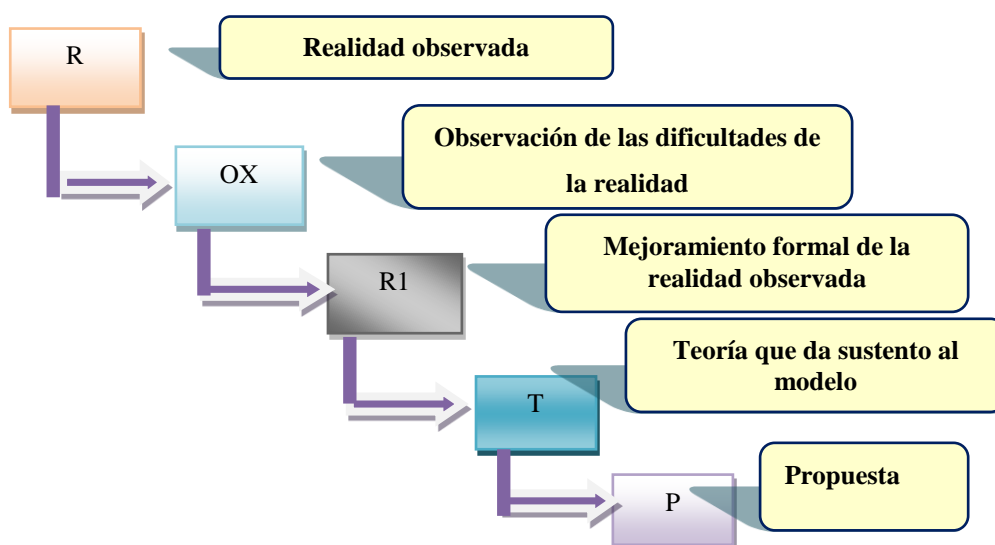 R
Realidad observada
OX
Observación de las dificultades de
la realidad
R1
Mejoramiento formal de la
realidad observada
T
Teoría que da sustento al
modelo
P
Propuesta